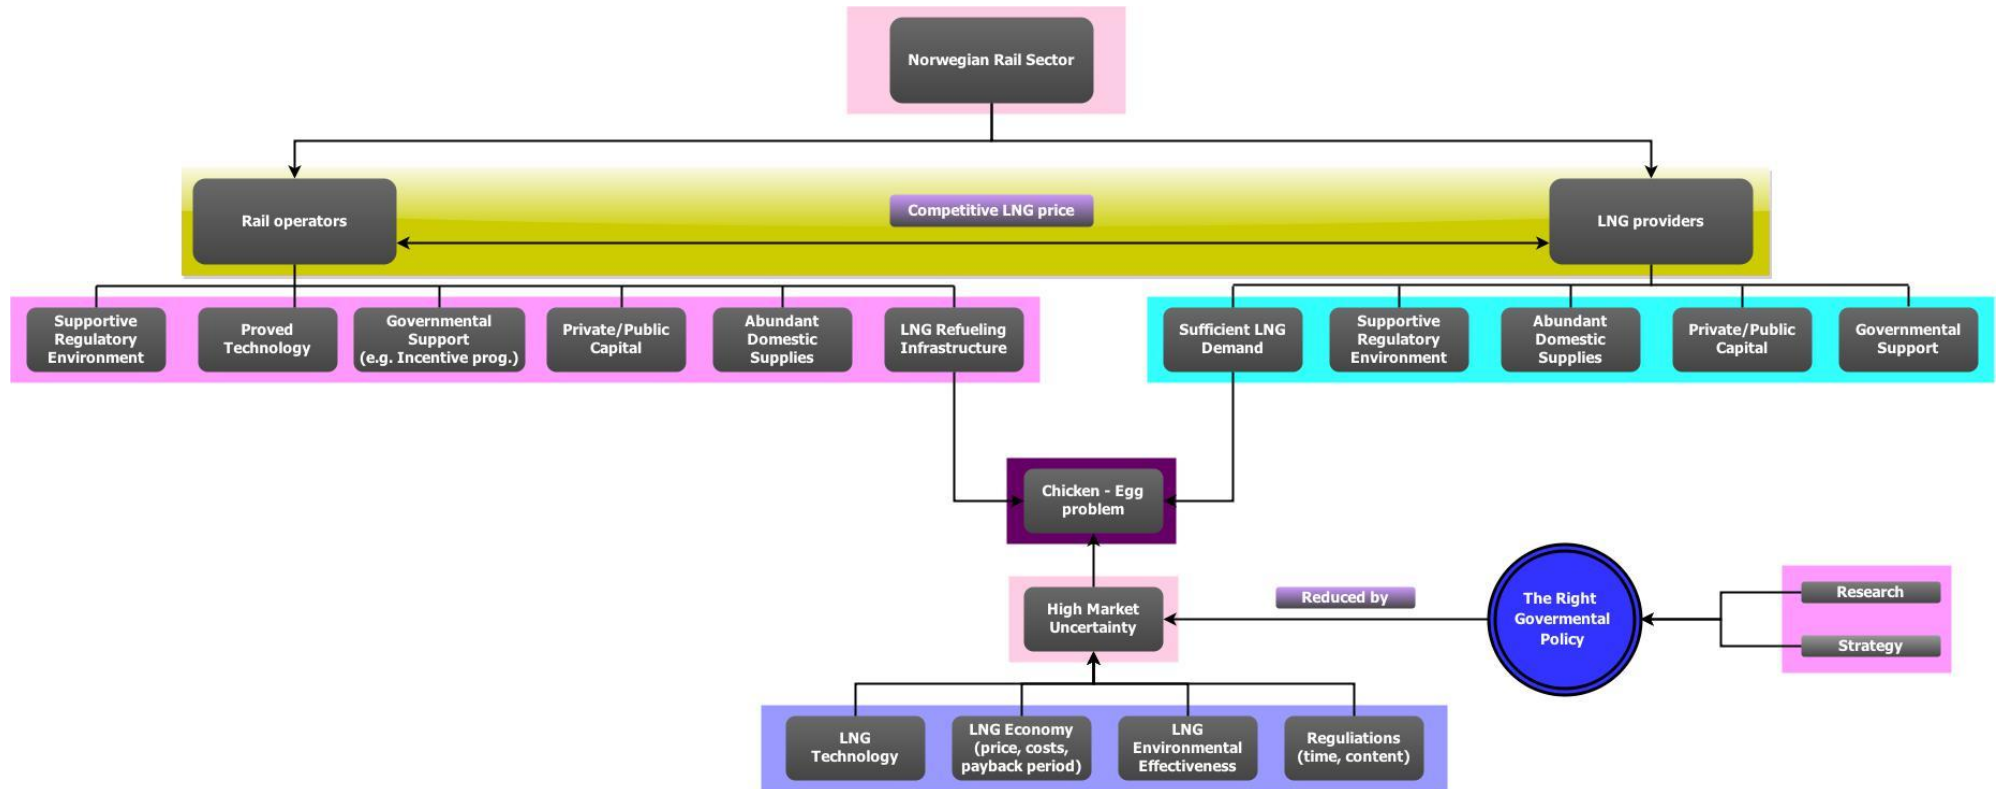 Norwegian Rail Sector
Rail operators
Competitive LNG price
LNG providers
Supportive
Regulatory
Environment
Proved
Technology
Governmental
Support
(e.g. Incentive prog.)
Private/Public
Capital
Abundant
Domestic
Supplies
LNG Refueling
Infrastructure
Sufficient LNG
Demand
Supportive
Regulatory
Environment
Abundant
Domestic
Supplies
Private/Public
Capital
Governmental
Support
Chicken - Egg
problem
High Market
Uncertainty
Reduced by
The Right
Govermental
Policy
Research
Strategy
LNG
Technology
LNG Economy
(price, costs,
payback period)
LNG
Environmental
Effectiveness
Reguliations
(time, content)